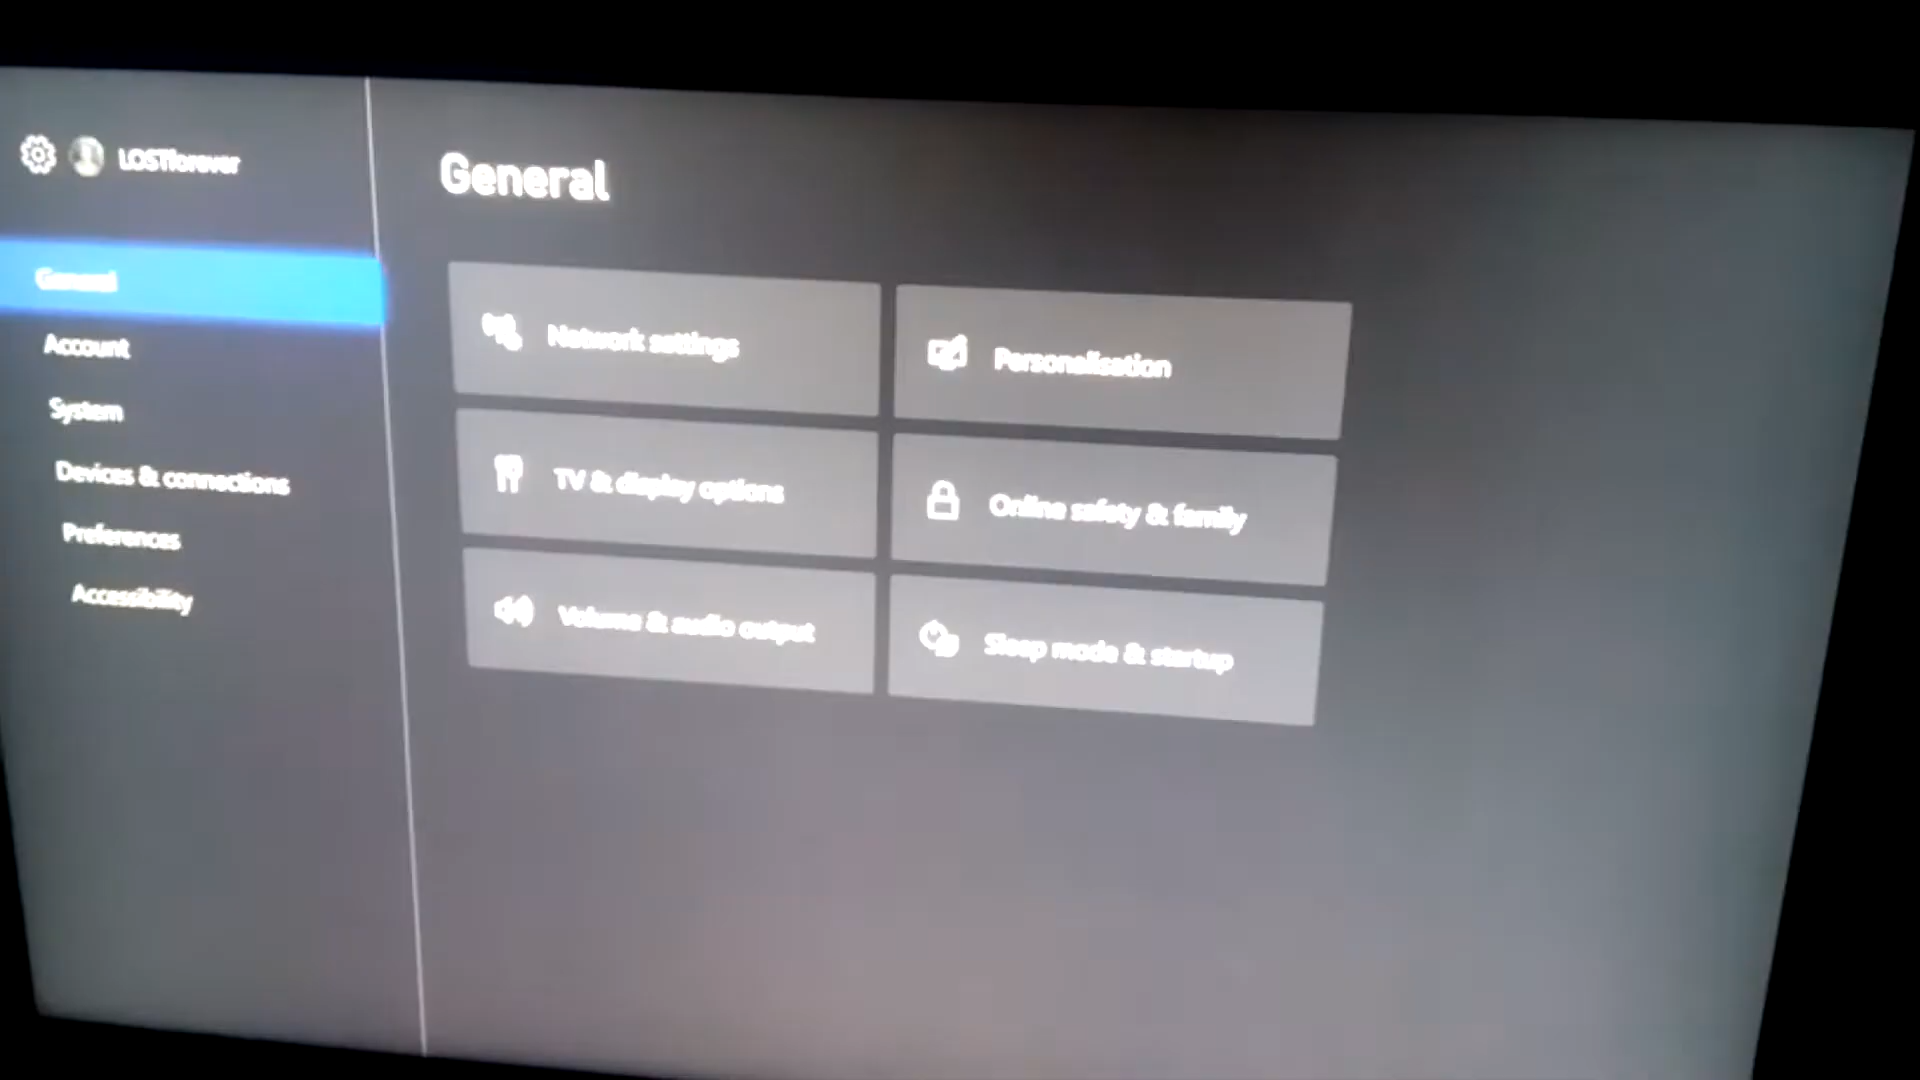 LOSTforever
General
Account
System
Devices & connections
Preferences
Accessibility
General
Network settings
Personalisation
TV & display options
Online safety & family
Volume & audio output
Sleep mode & startup